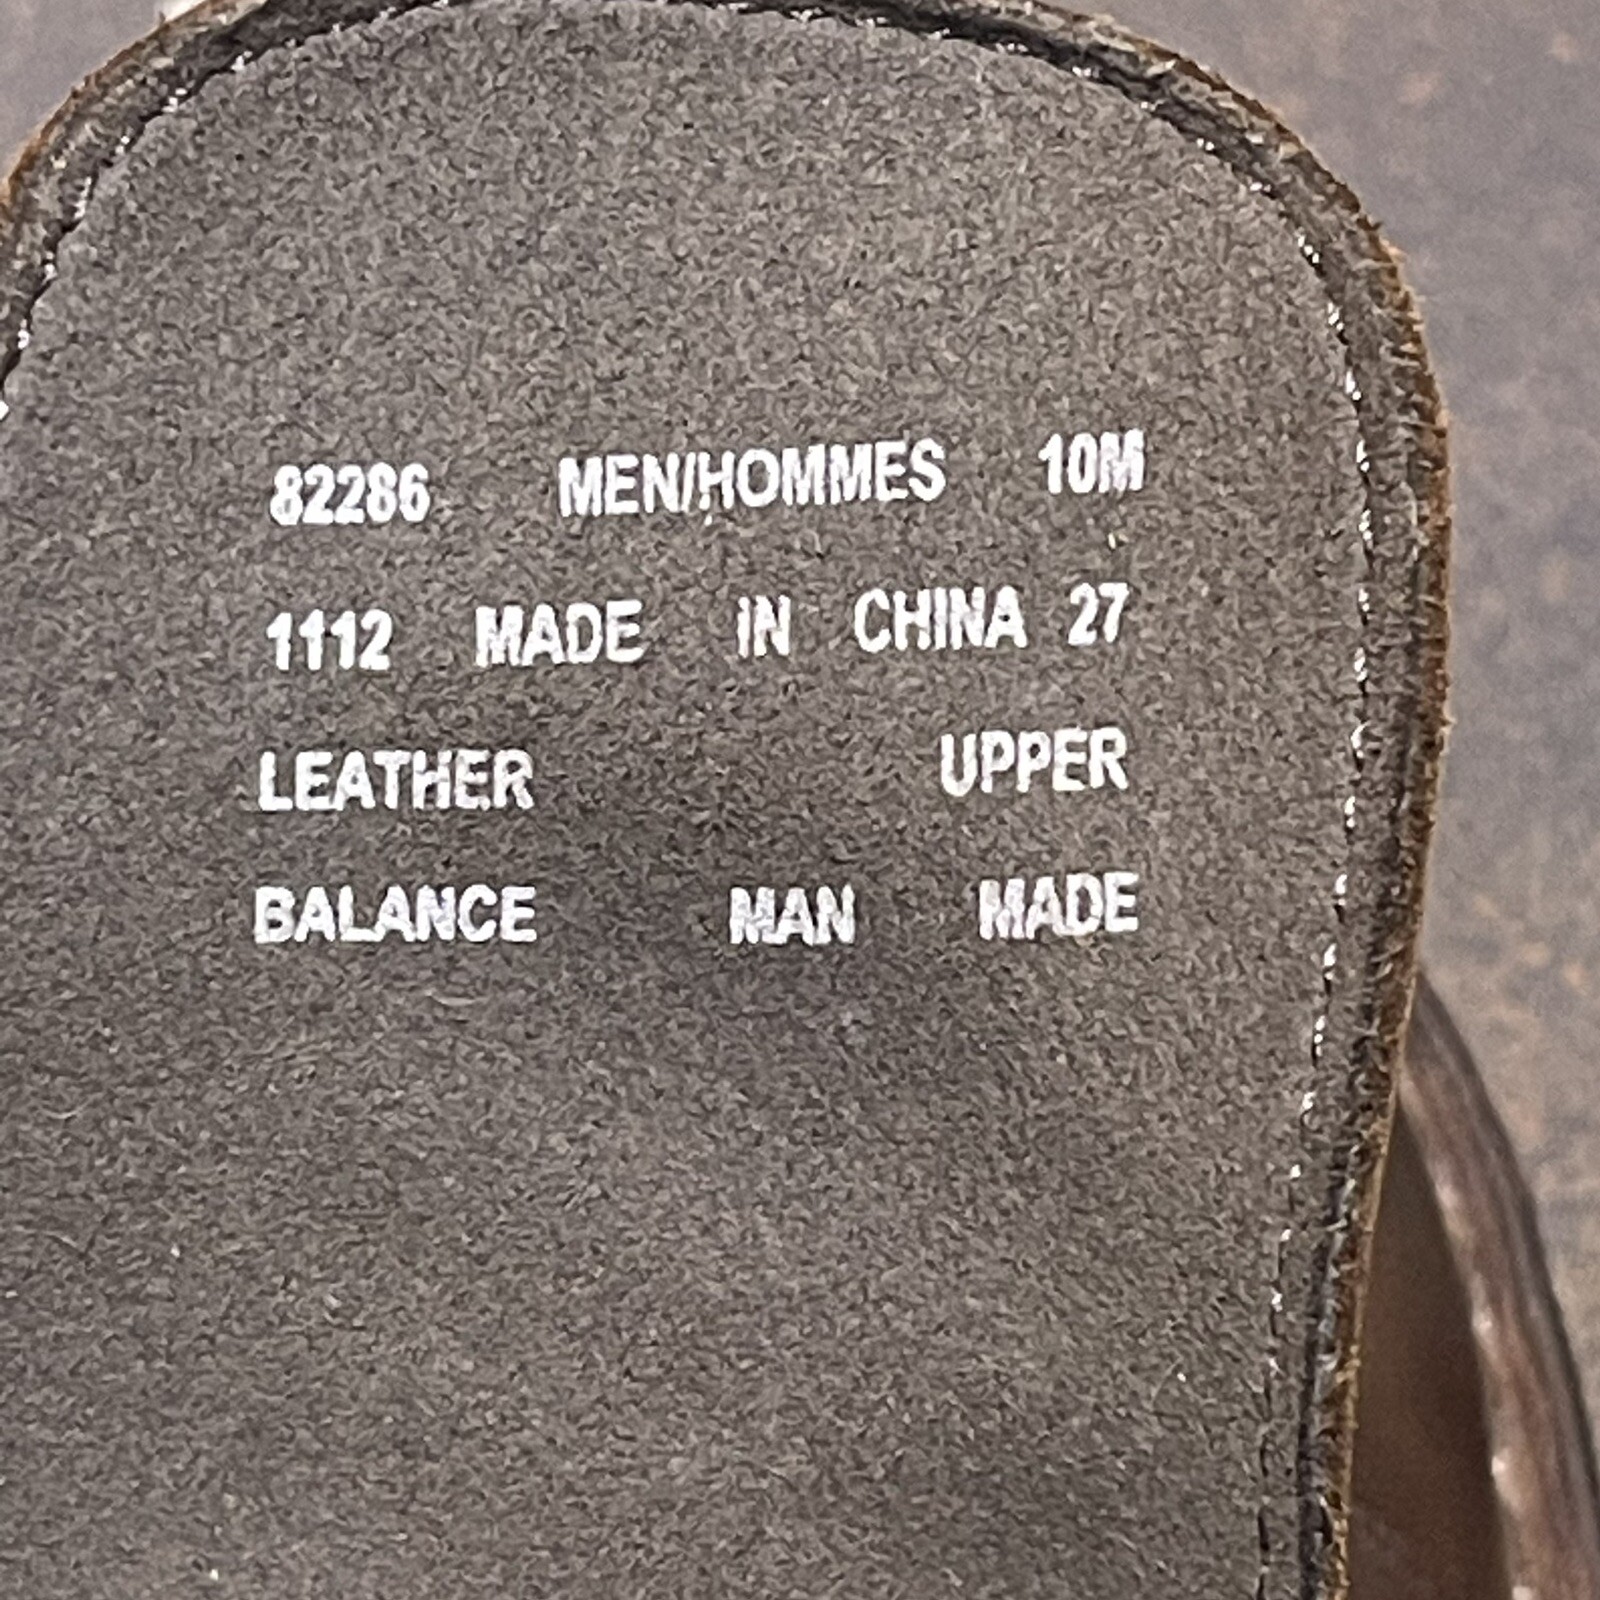 82286 MEN/HOMMES 10M
1112 MADE IN CHINA 27
LEATHER UPPER
BALANCE MAN MADE